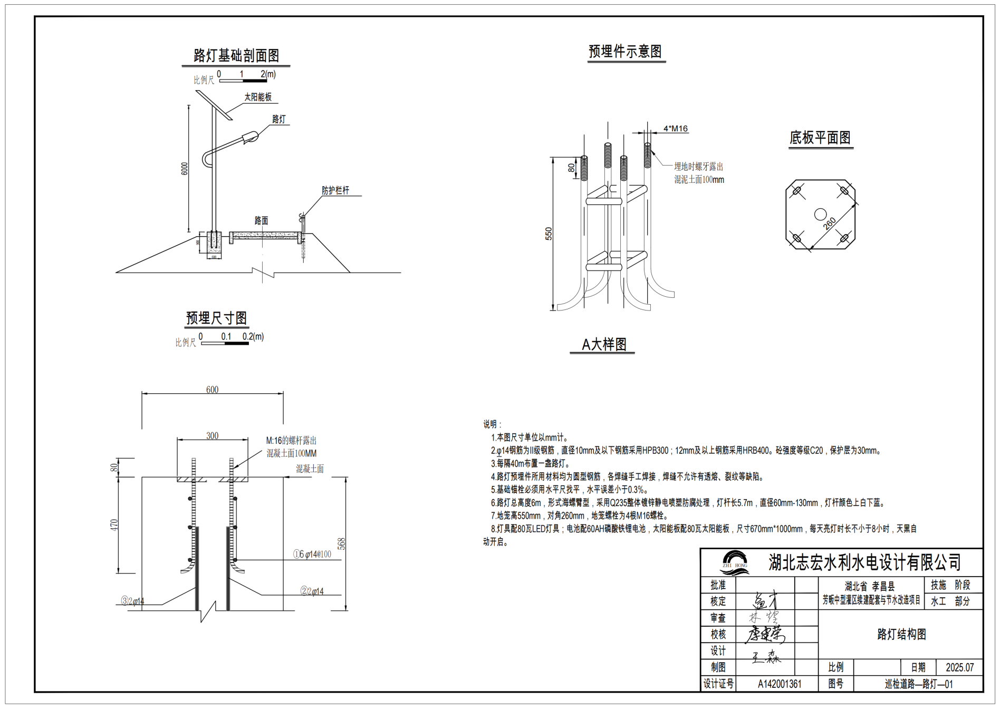 路灯基础剖面图
比例尺 0 1 2(m)
太阳能板
路灯
6000
防护栏杆
路面
900
600
预埋件示意图
4*M16
80
埋地时螺牙露出
混泥土面100mm
550
底板平面图
260
A大样图
预埋尺寸图
比例尺 0 0.1 0.2(m)
600
300
M:16的螺杆露出
混凝土面100MM
混凝土面
80
470
568
①6φ14@100
②2φ14
③2φ14
说明：
1.本图尺寸单位以mm计。
2.φ14钢筋为II级钢筋，直径10mm及以下钢筋采用HPB300；12mm及以上钢筋采用HRB400。砼强度等级C20，保护层为30mm。
3.每隔40m布置一盏路灯。
4.路灯预埋件所用材料均为圆型钢筋，各焊缝手工焊接，焊缝不允许有透熔、裂纹等缺陷。
5.基础锚栓必须用水平尺找平，水平误差小于0.3%。
6.路灯总高度6m，形式海螺臂型，采用Q235整体镀锌静电喷塑防腐处理，灯杆长5.7m，直径60mm-130mm，灯杆颜色上白下蓝。
7.地笼高550mm，对角260mm，地笼螺栓为4根M16螺栓。
8.灯具配80瓦LED灯具；电池配60AH磷酸铁锂电池，太阳能板配80瓦太阳能板，尺寸670mm*1000mm，每天亮灯时长不小于8小时，天黑自
动开启。
ZHI HONG
湖北志宏水利水电设计有限公司
批准
核定
审查 林煌
校核 李建荣
设计 王森
制图
湖北省 孝昌县
芳畈中型灌区续建配套与节水改造项目
技施 阶段
水工 部分
路灯结构图
比例
日期 2025.07
设计证号 A142001361
图号 巡检道路—路灯—01